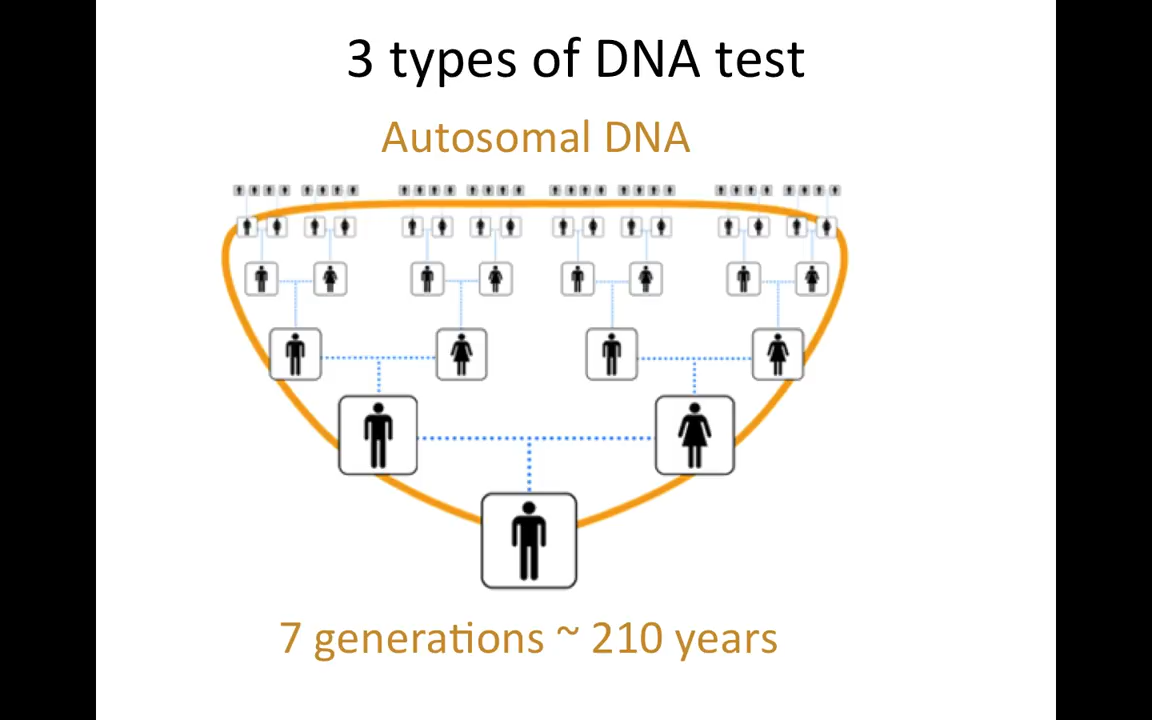 3 types of DNA test
Autosomal DNA
7 generations ~ 210 years